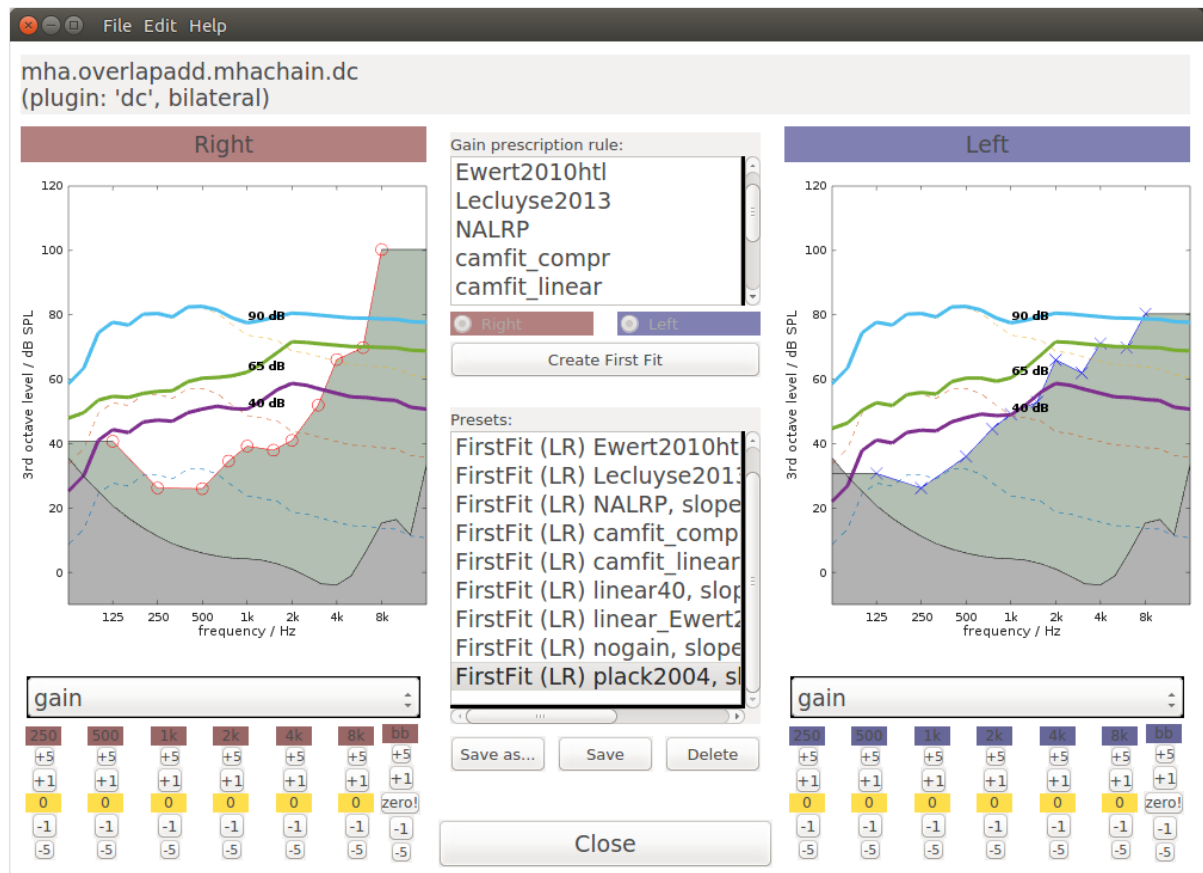 File Edit Help
mha.overlapadd.mhachain.dc
(plugin: 'dc', bilateral)
Right
120
100
80
60
40
20
0
3rd octave level / dB SPL
90 dB
65 dB
40 dB
125 250 500 1k 2k 4k 8k
frequency / Hz
gain
250 500 1k 2k 4k 8k bb
+5 +5 +5 +5 +5 +5 +5
+1 +1 +1 +1 +1 +1 +1
0 0 0 0 0 0 zero!
-1 -1 -1 -1 -1 -1 -1
-5 -5 -5 -5 -5 -5 -5
Gain prescription rule:
Ewert2010htl
Lecluyse2013
NALRP
camfit_compr
camfit_linear
Right Left
Create First Fit
Presets:
FirstFit (LR) Ewert2010ht
FirstFit (LR) Lecluyse2013
FirstFit (LR) NALRP, slope
FirstFit (LR) camfit_comp
FirstFit (LR) camfit_linear
FirstFit (LR) linear40, slop
FirstFit (LR) linear_Ewert2
FirstFit (LR) nogain, slope
FirstFit (LR) plack2004, sl
Save as... Save Delete
Close
Left
120
100
80
60
40
20
0
3rd octave level / dB SPL
90 dB
65 dB
40 dB
125 250 500 1k 2k 4k 8k
frequency / Hz
gain
250 500 1k 2k 4k 8k bb
+5 +5 +5 +5 +5 +5 +5
+1 +1 +1 +1 +1 +1 +1
0 0 0 0 0 0 zero!
-1 -1 -1 -1 -1 -1 -1
-5 -5 -5 -5 -5 -5 -5